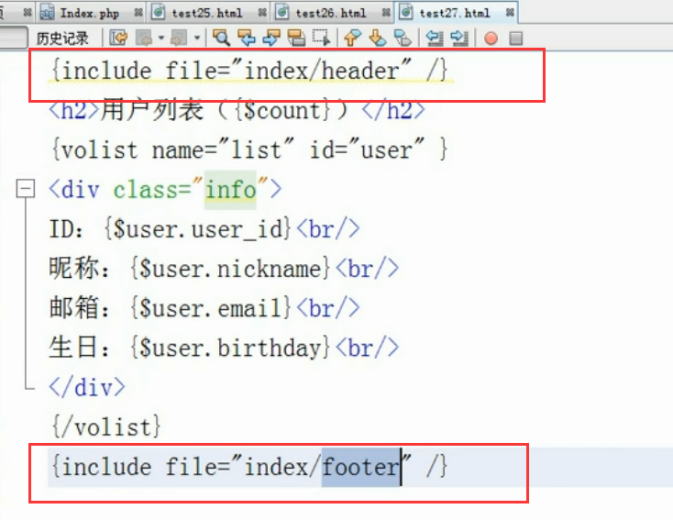 Index.php test25.html test26.html test27.html
历史记录
{include file="index/header" /}
<h2>用户列表（{$count}）</h2>
{volist name="list" id="user" }
<div class="info">
ID: {$user.user_id}<br/>
昵称: {$user.nickname}<br/>
邮箱: {$user.email}<br/>
生日: {$user.birthday}<br/>
</div>
{/volist}
{include file="index/footer" /}